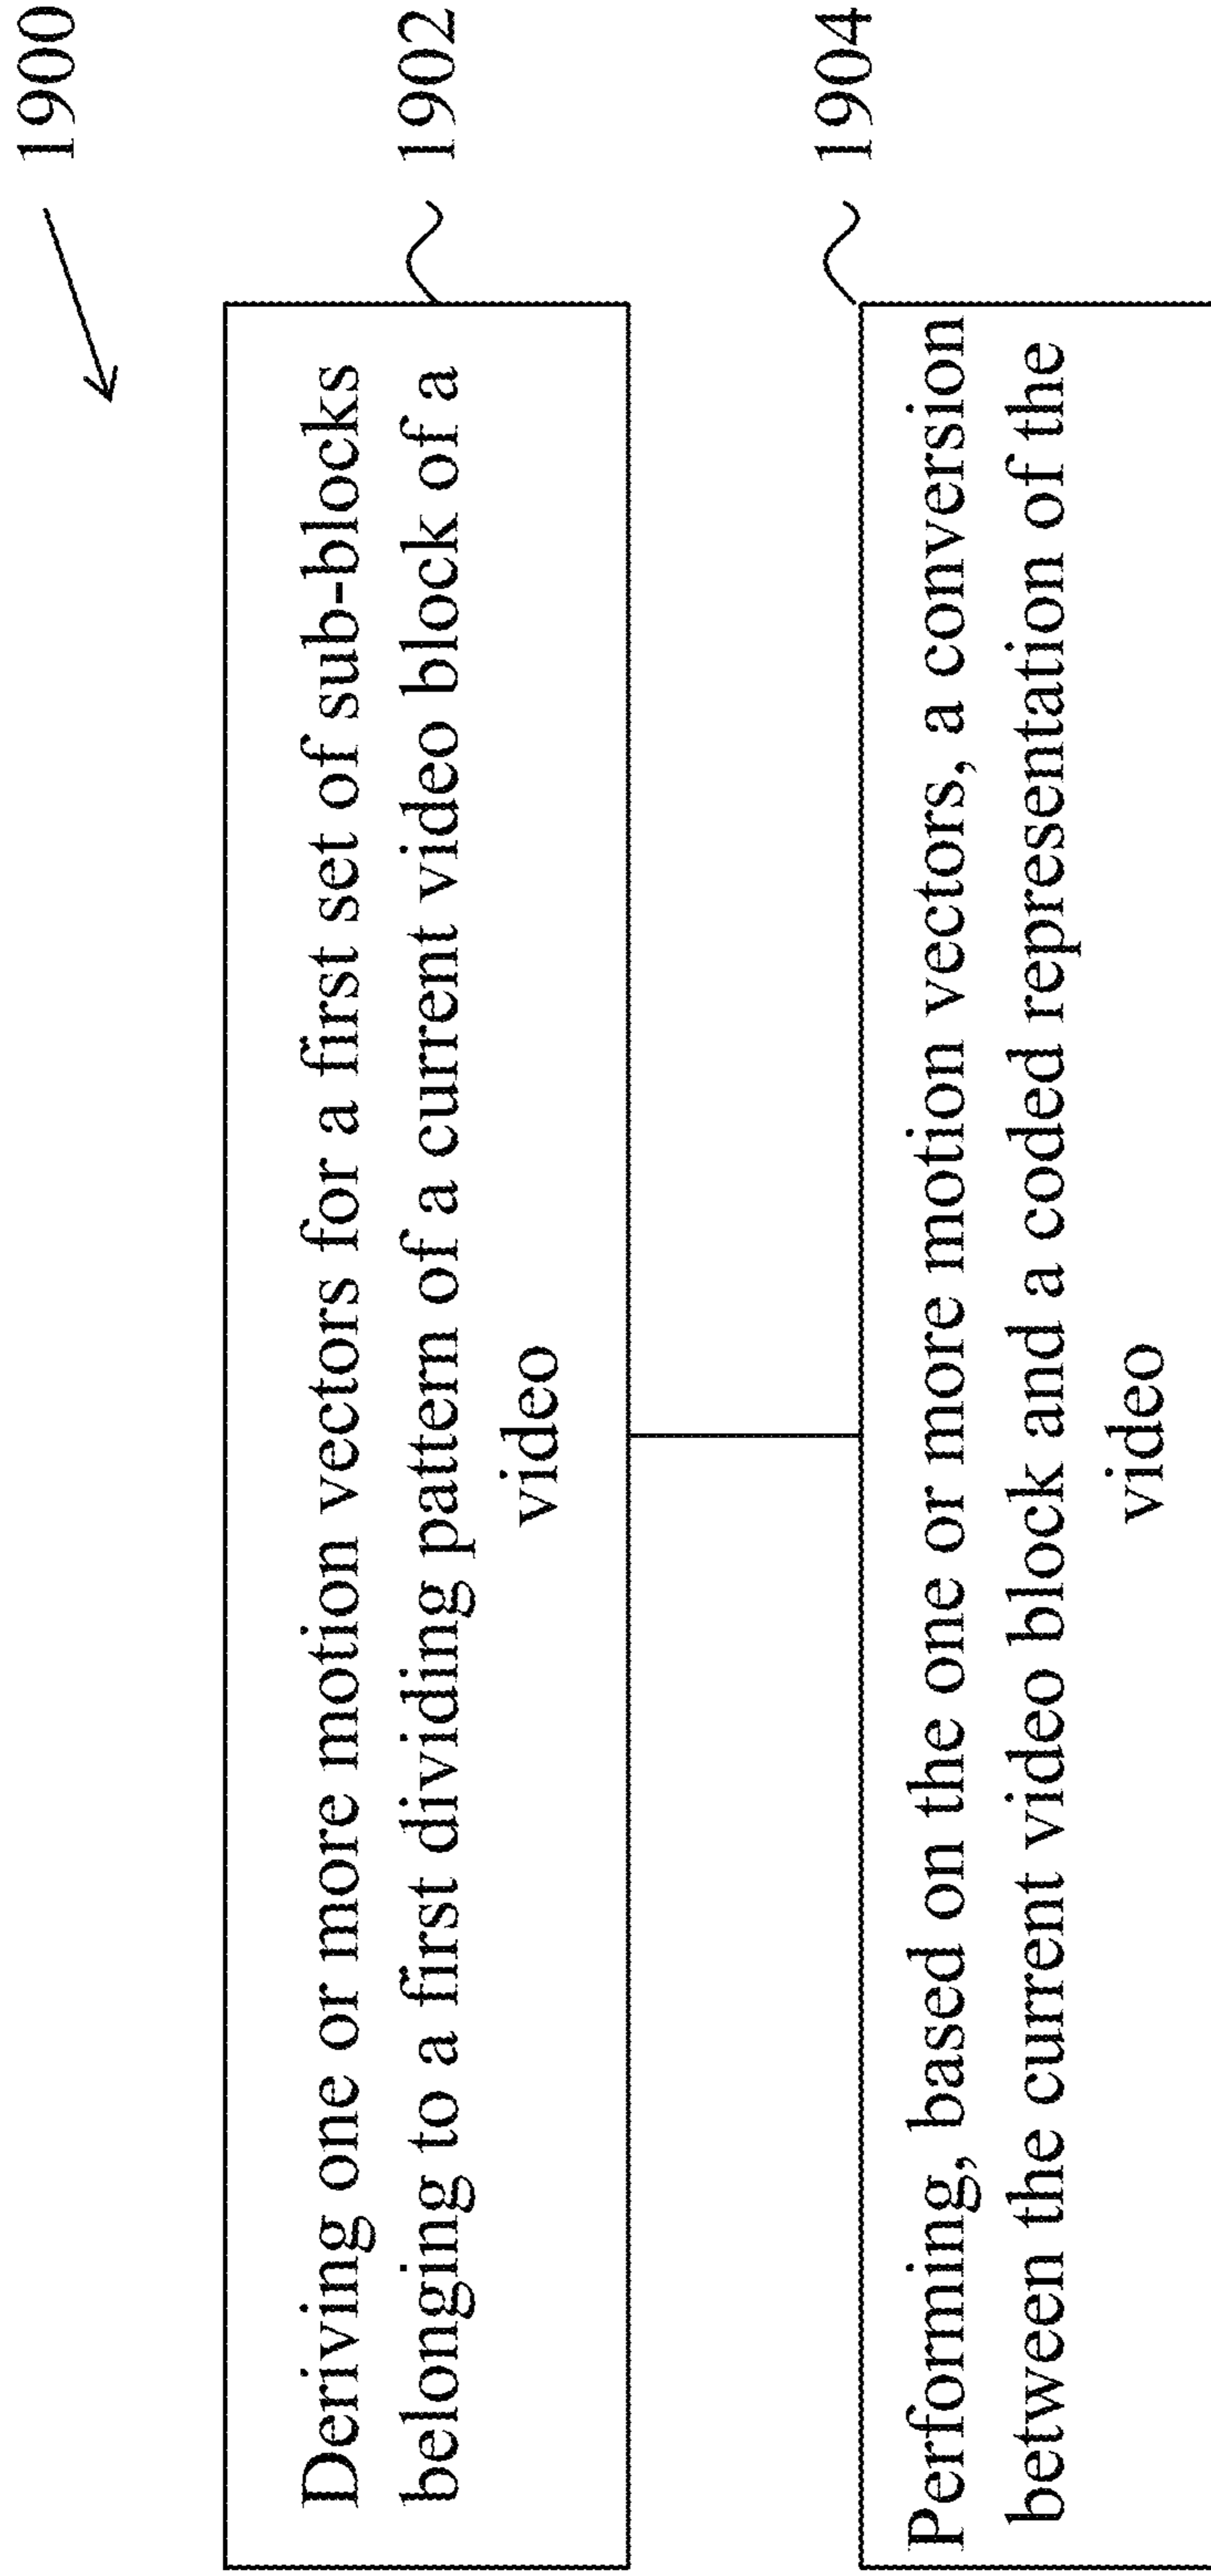 1900
Deriving one or more motion vectors for a first set of sub-blocks
belonging to a first dividing pattern of a current video block of a
video
1902
Performing, based on the one or more motion vectors, a conversion
between the current video block and a coded representation of the
video
1904